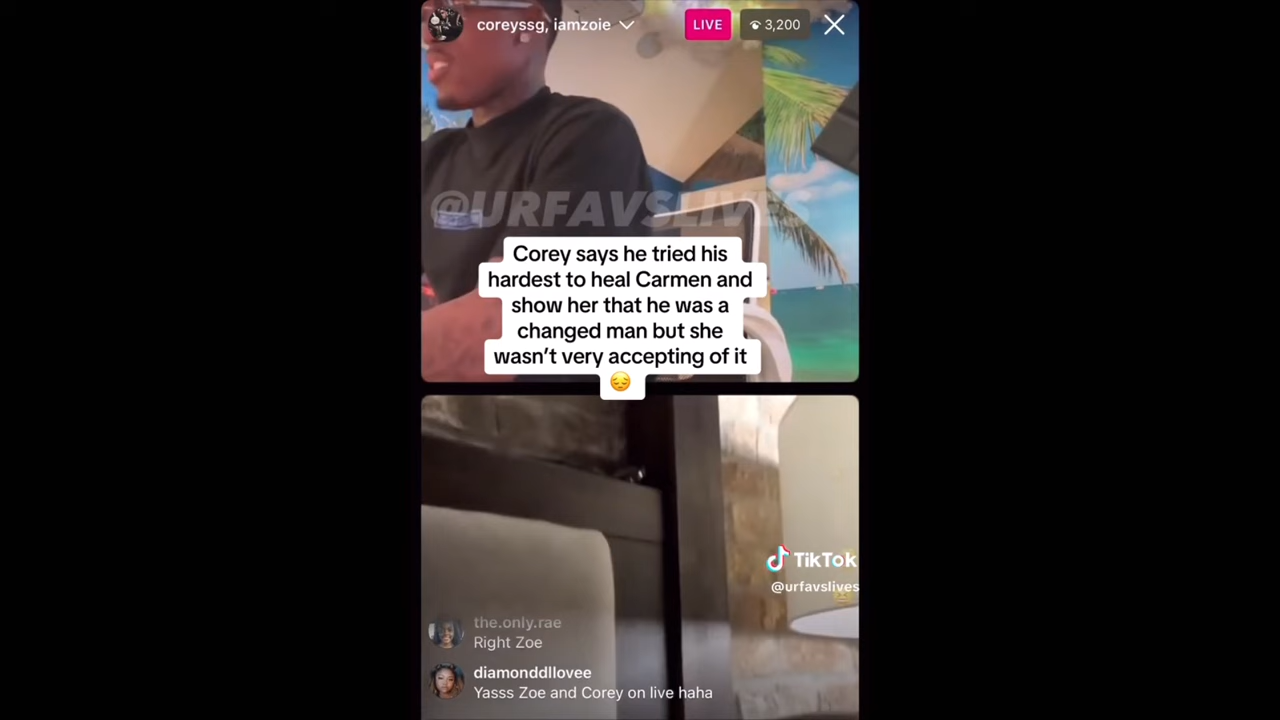 coreyssg, iamzoie
LIVE
3,200
@URFAVSLIVES
Corey says he tried his
hardest to heal Carmen and
show her that he was a
changed man but she
wasn’t very accepting of it
😔
TikTok
@urfavslives
the.only.rae
Right Zoe
diamonddllovee
Yasss Zoe and Corey on live haha